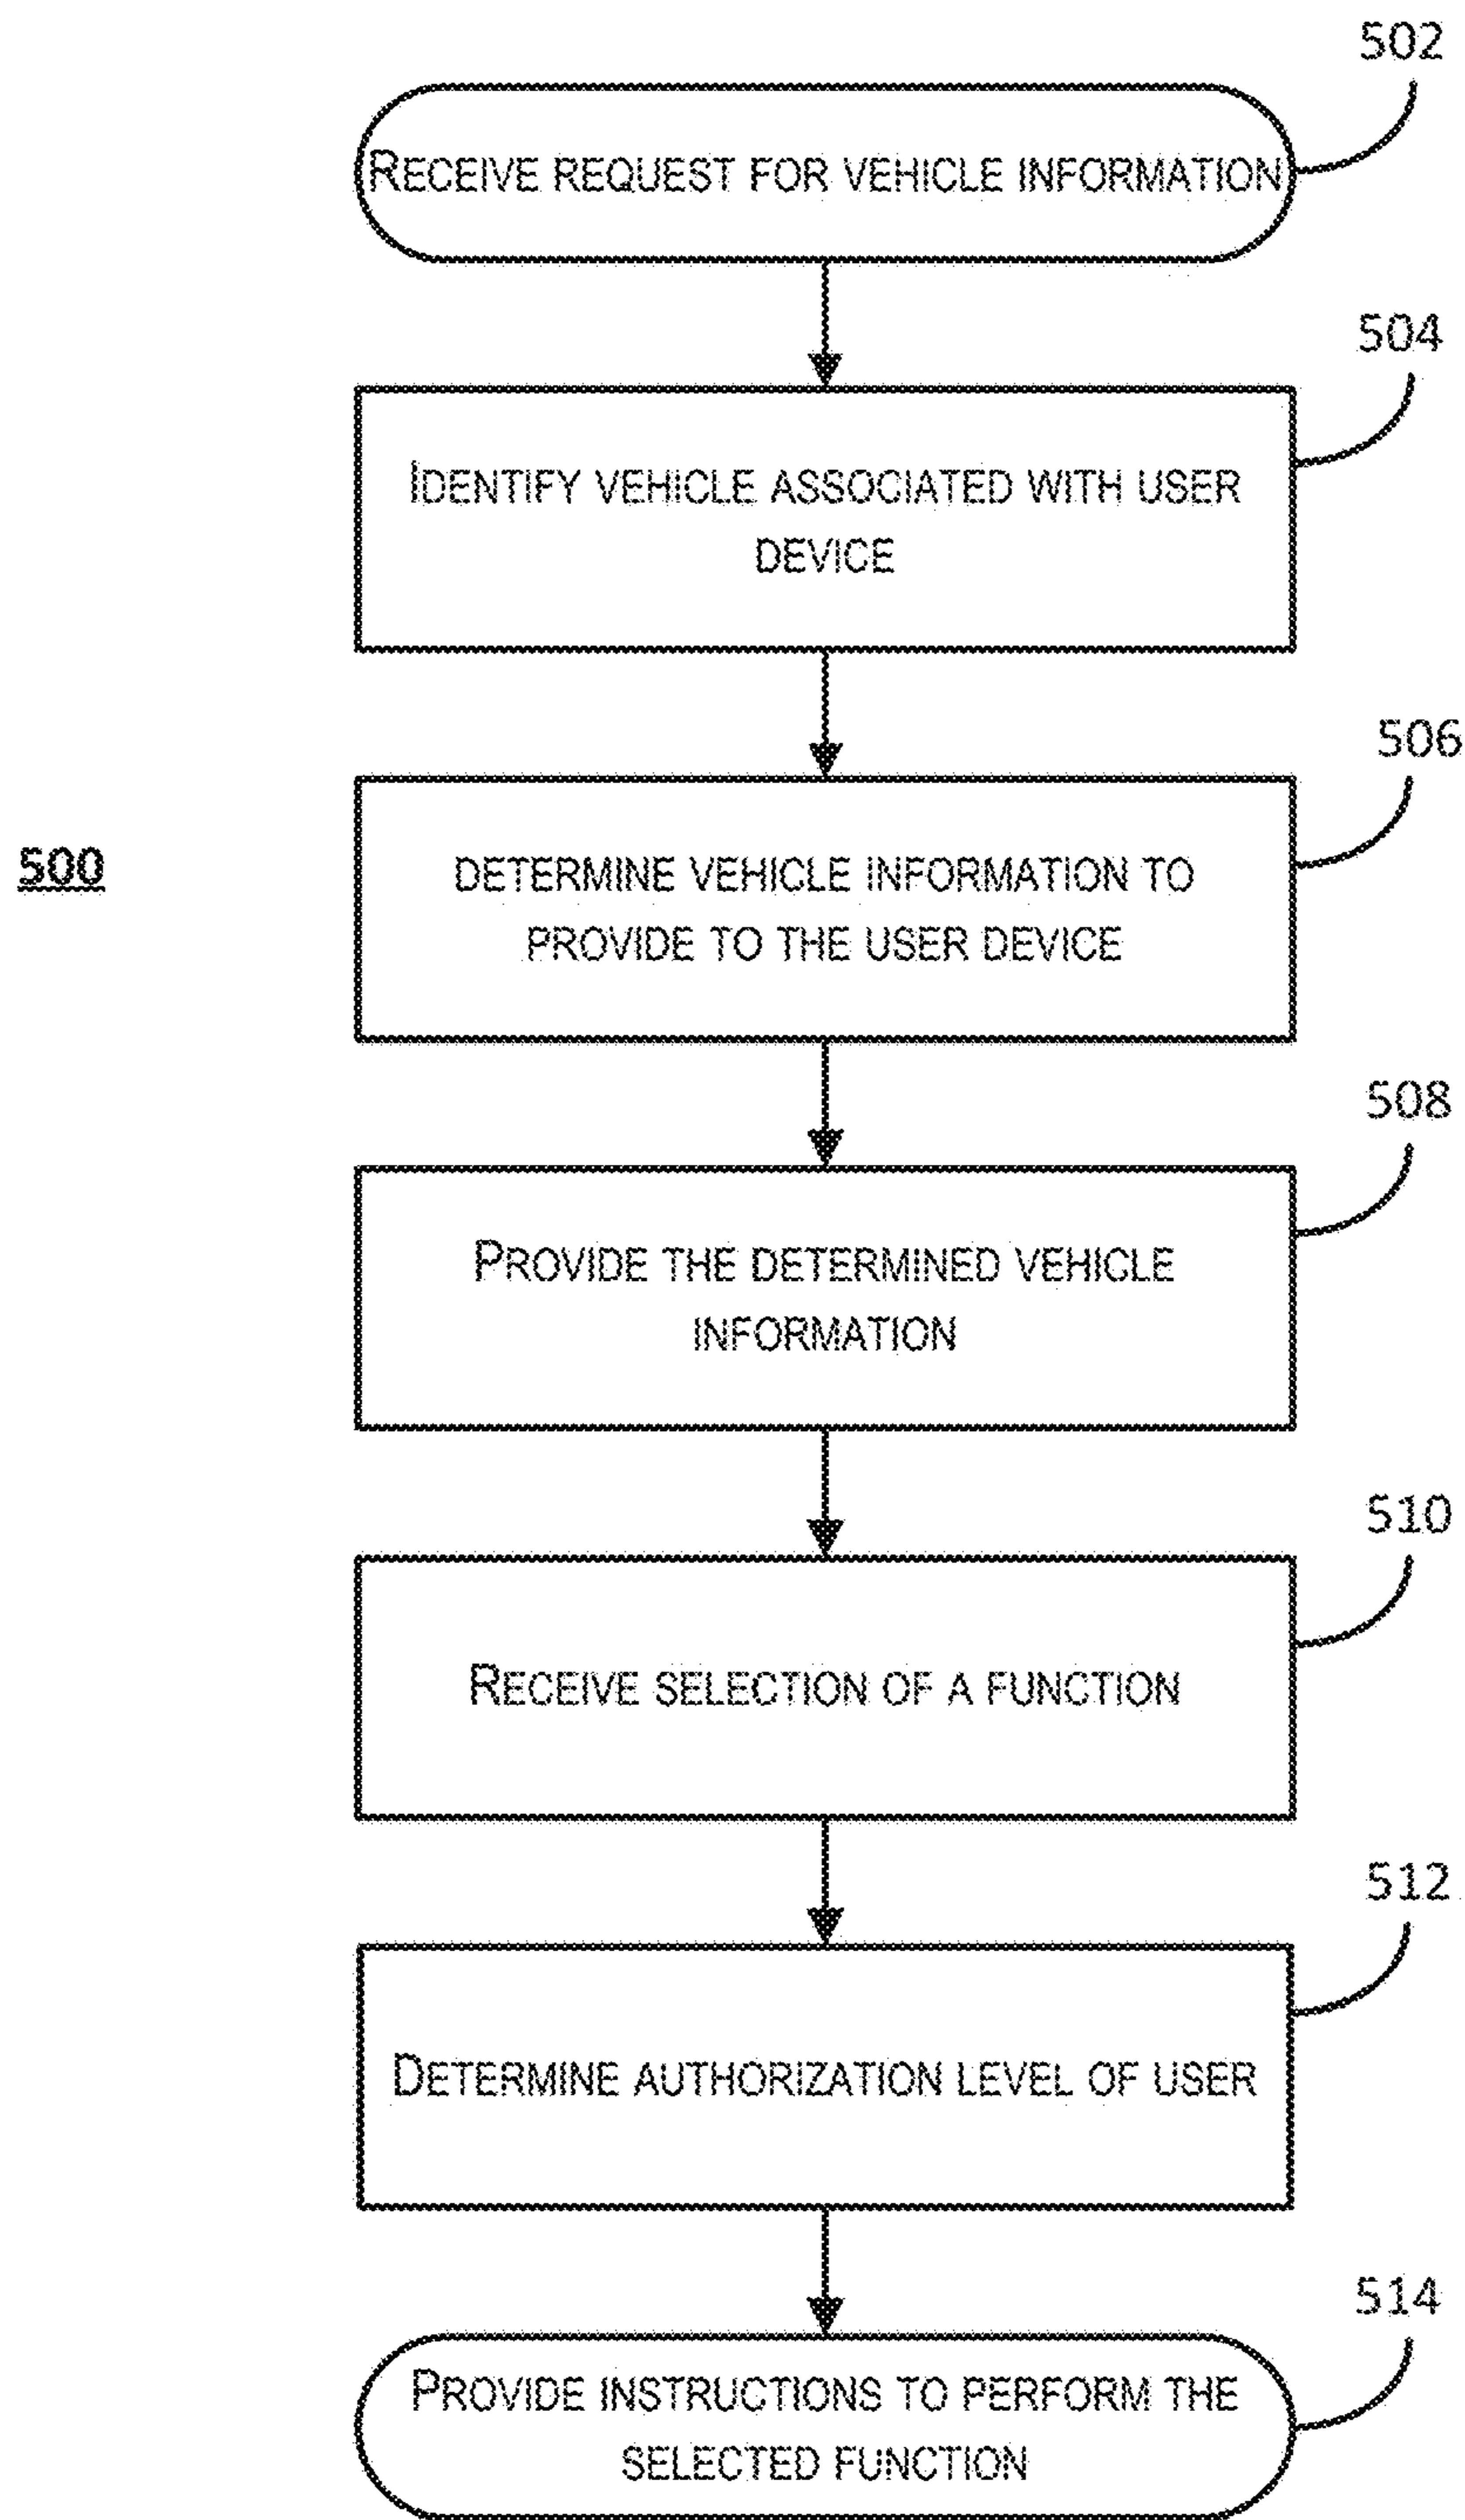 502
RECEIVE REQUEST FOR VEHICLE INFORMATION
504
IDENTIFY VEHICLE ASSOCIATED WITH USER
DEVICE
506
500
DETERMINE VEHICLE INFORMATION TO
PROVIDE TO THE USER DEVICE
508
PROVIDE THE DETERMINED VEHICLE
INFORMATION
510
RECEIVE SELECTION OF A FUNCTION
512
DETERMINE AUTHORIZATION LEVEL OF USER
514
PROVIDE INSTRUCTIONS TO PERFORM THE
SELECTED FUNCTION